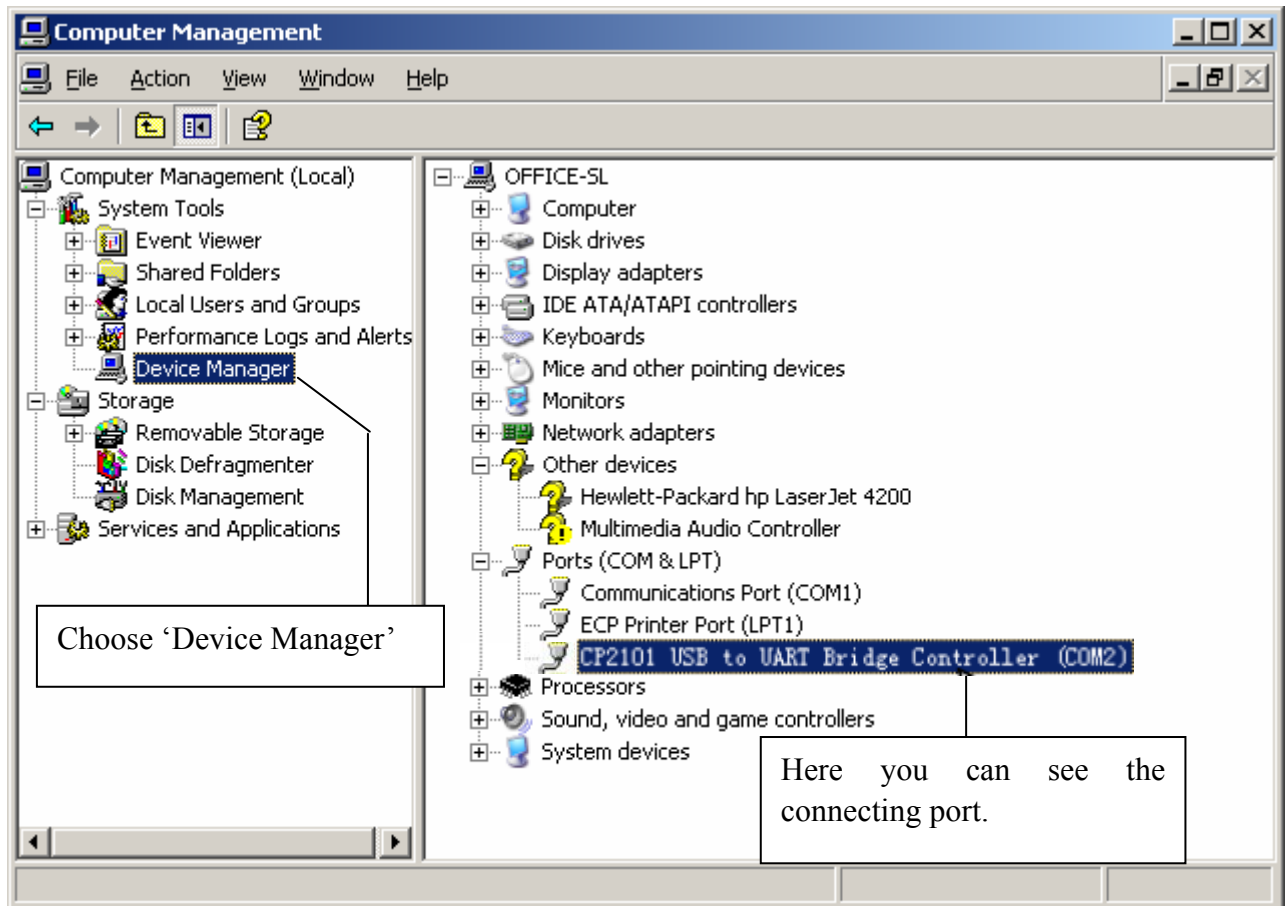 Computer Management
File Action View Window Help
Computer Management (Local)
System Tools
Event Viewer
Shared Folders
Local Users and Groups
Performance Logs and Alerts
Device Manager
Storage
Removable Storage
Disk Defragmenter
Disk Management
Services and Applications
Choose ‘Device Manager’
OFFICE-SL
Computer
Disk drives
Display adapters
IDE ATA/ATAPI controllers
Keyboards
Mice and other pointing devices
Monitors
Network adapters
Other devices
Hewlett-Packard hp LaserJet 4200
Multimedia Audio Controller
Ports (COM & LPT)
Communications Port (COM1)
ECP Printer Port (LPT1)
CP2101 USB to UART Bridge Controller (COM2)
Processors
Sound, video and game controllers
System devices
Here you can see the
connecting port.